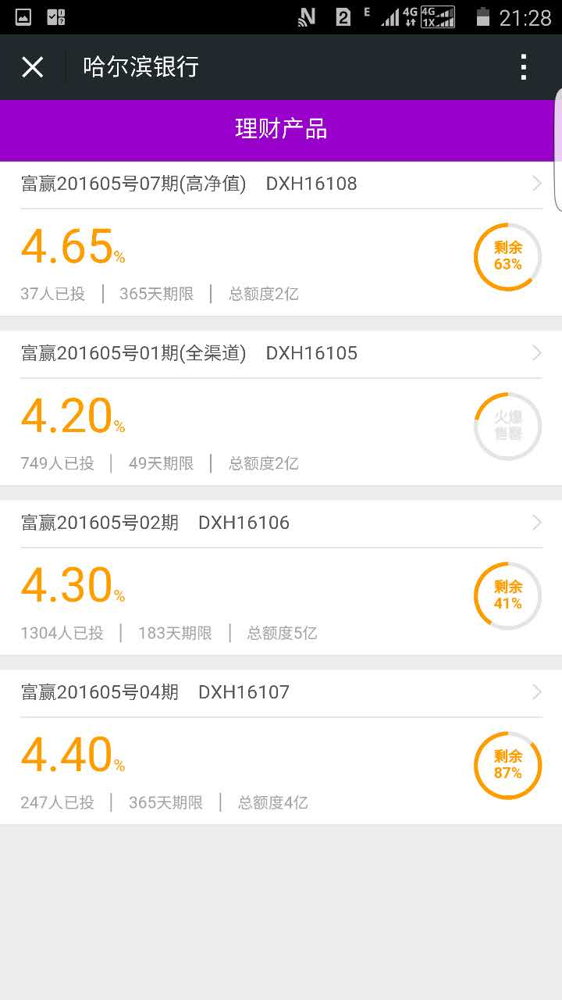 E 4G 4G 1X 21:28
哈尔滨银行
理财产品
富赢201605号07期(高净值) DXH16108
4.65%
剩余
63%
37人已投 | 365天期限 | 总额度2亿
富赢201605号01期(全渠道) DXH16105
4.20%
火爆
售罄
749人已投 | 49天期限 | 总额度2亿
富赢201605号02期 DXH16106
4.30%
剩余
41%
1304人已投 | 183天期限 | 总额度5亿
富赢201605号04期 DXH16107
4.40%
剩余
87%
247人已投 | 365天期限 | 总额度4亿